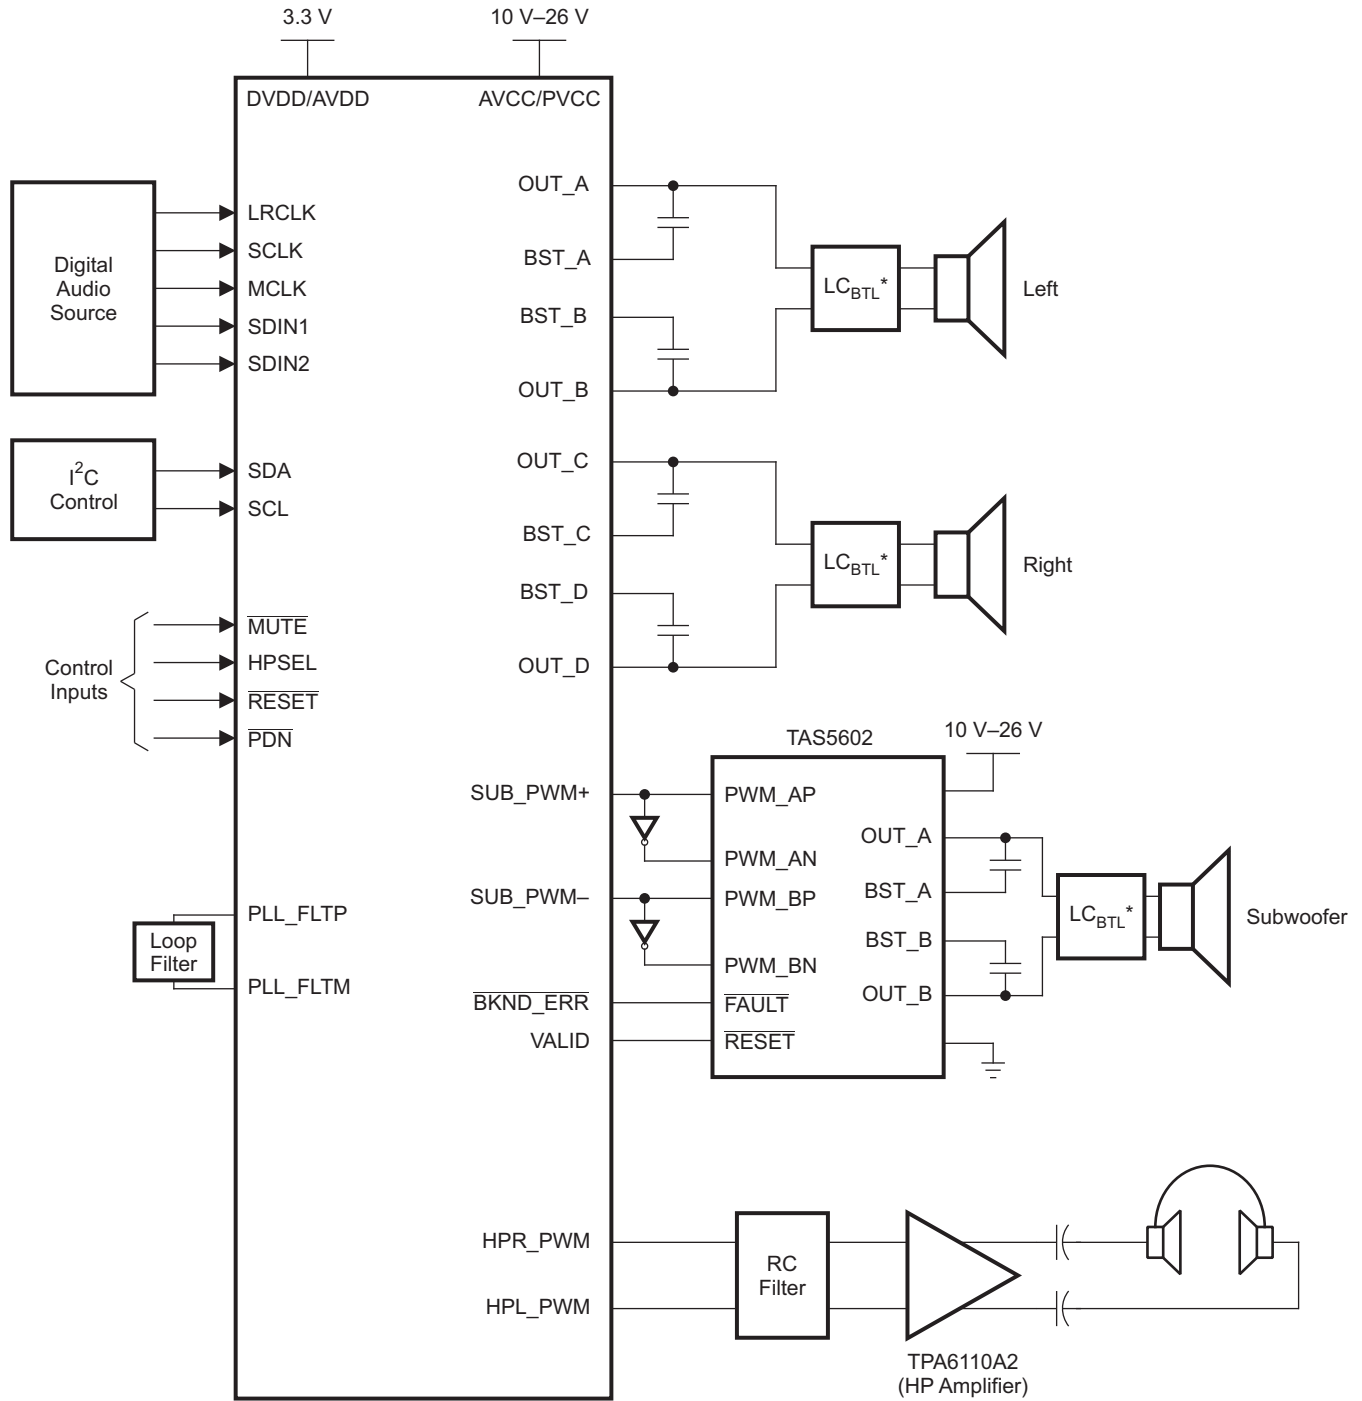 3.3 V
10 V–26 V
DVDD/AVDD
AVCC/PVCC
Digital
Audio
Source
LRCLK
SCLK
MCLK
SDIN1
SDIN2
I2C
Control
SDA
SCL
Control
Inputs
MUTE
HPSEL
RESET
PDN
Loop
Filter
PLL_FLTP
PLL_FLTM
OUT_A
BST_A
BST_B
OUT_B
LCBTL*
Left
OUT_C
BST_C
BST_D
OUT_D
LCBTL*
Right
SUB_PWM+
SUB_PWM–
BKND_ERR
VALID
TAS5602
10 V–26 V
PWM_AP
PWM_AN
PWM_BP
PWM_BN
FAULT
RESET
OUT_A
BST_A
BST_B
OUT_B
LCBTL*
Subwoofer
HPR_PWM
HPL_PWM
RC
Filter
TPA6110A2
(HP Amplifier)